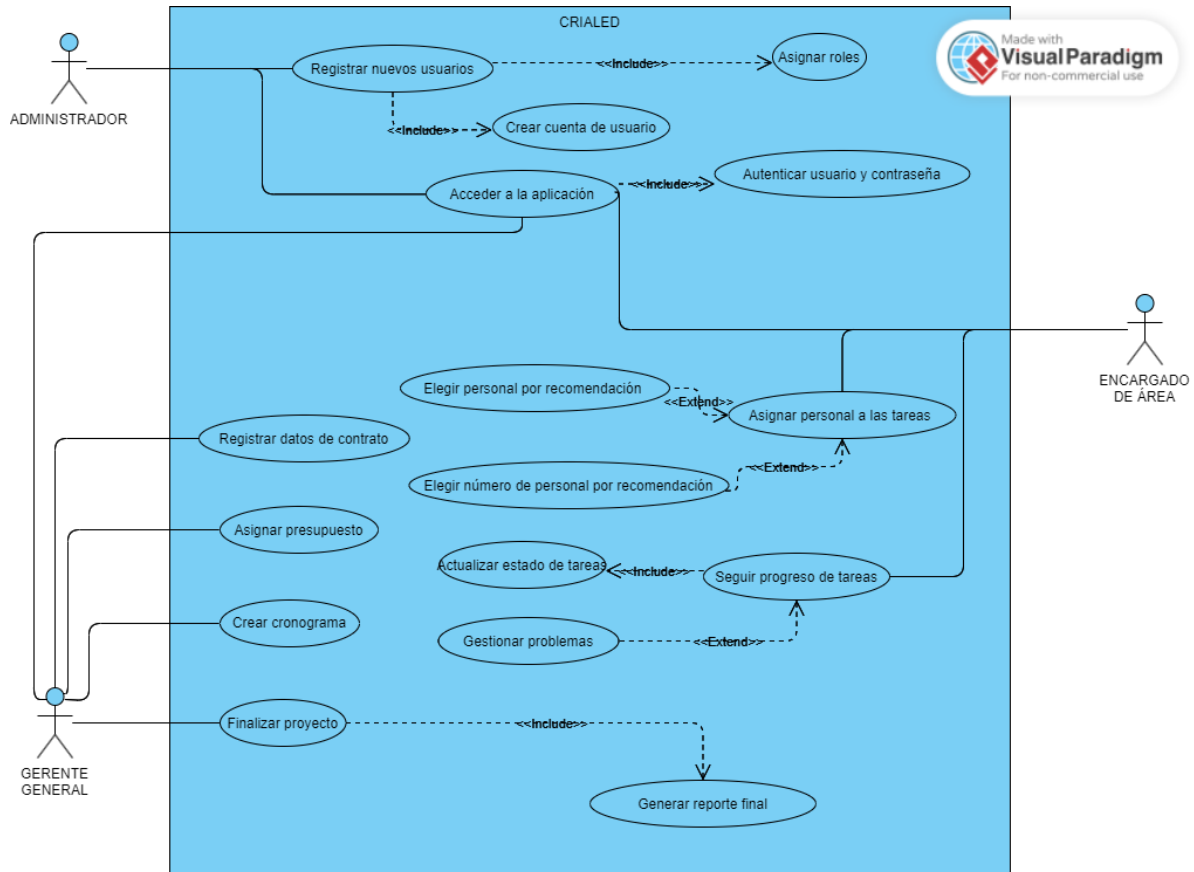 CRIALED
Made with
VisualParadigm
For non-commercial use
Registrar nuevos usuarios
<<Include>>
Asignar roles
ADMINISTRADOR
<<Include>>
Crear cuenta de usuario
Acceder a la aplicación
<<Include>>
Autenticar usuario y contraseña
ENCARGADO
DE ÁREA
Elegir personal por recomendación
<<Extend>>
Asignar personal a las tareas
Registrar datos de contrato
<<Extend>>
Elegir número de personal por recomendación
Asignar presupuesto
Actualizar estado de tareas
<<Include>>
Seguir progreso de tareas
Crear cronograma
Gestionar problemas
<<Extend>>
Finalizar proyecto
<<Include>>
GERENTE
GENERAL
Generar reporte final